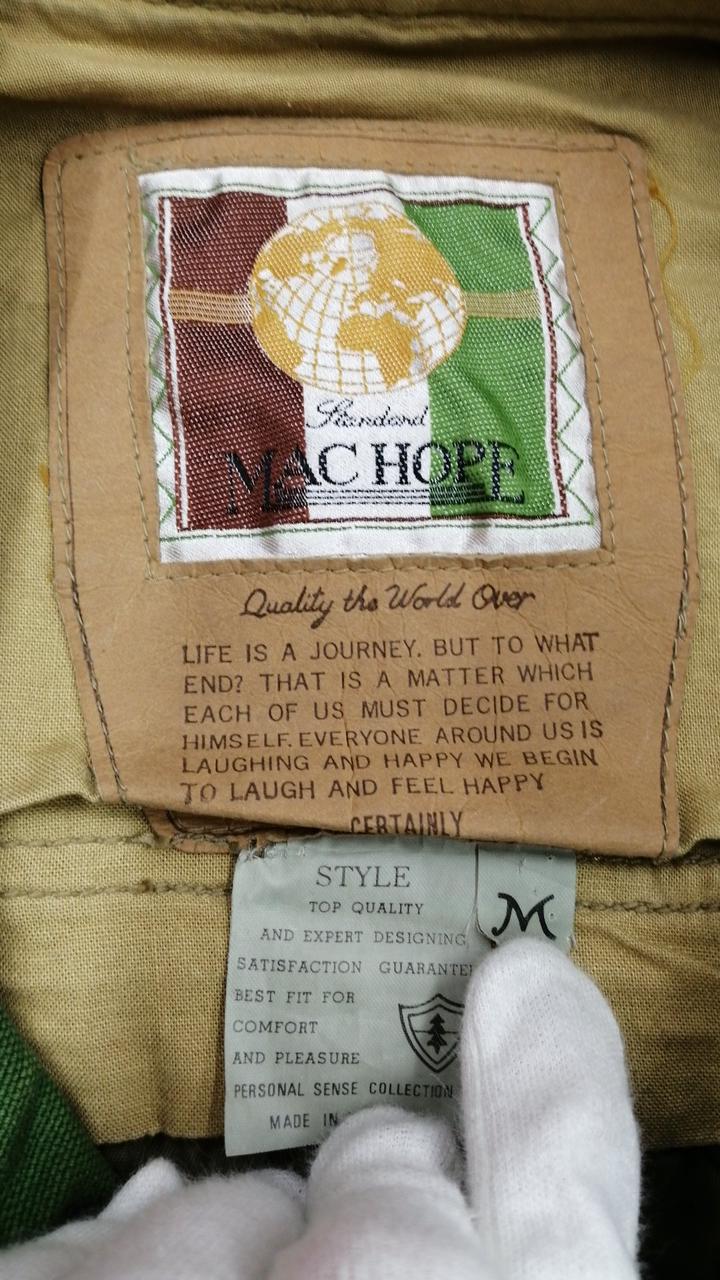 Standard
MAC HOPE
Quality the World Over
LIFE IS A JOURNEY. BUT TO WHAT
END? THAT IS A MATTER WHICH
EACH OF US MUST DECIDE FOR
HIMSELF. EVERYONE AROUND US IS
LAUGHING AND HAPPY WE BEGIN
TO LAUGH AND FEEL HAPPY
CERTAINLY
STYLE
M
TOP QUALITY
AND EXPERT DESIGNING
SATISFACTION GUARANTE
BEST FIT FOR
COMFORT
AND PLEASURE
PERSONAL SENSE COLLECTION
MADE IN